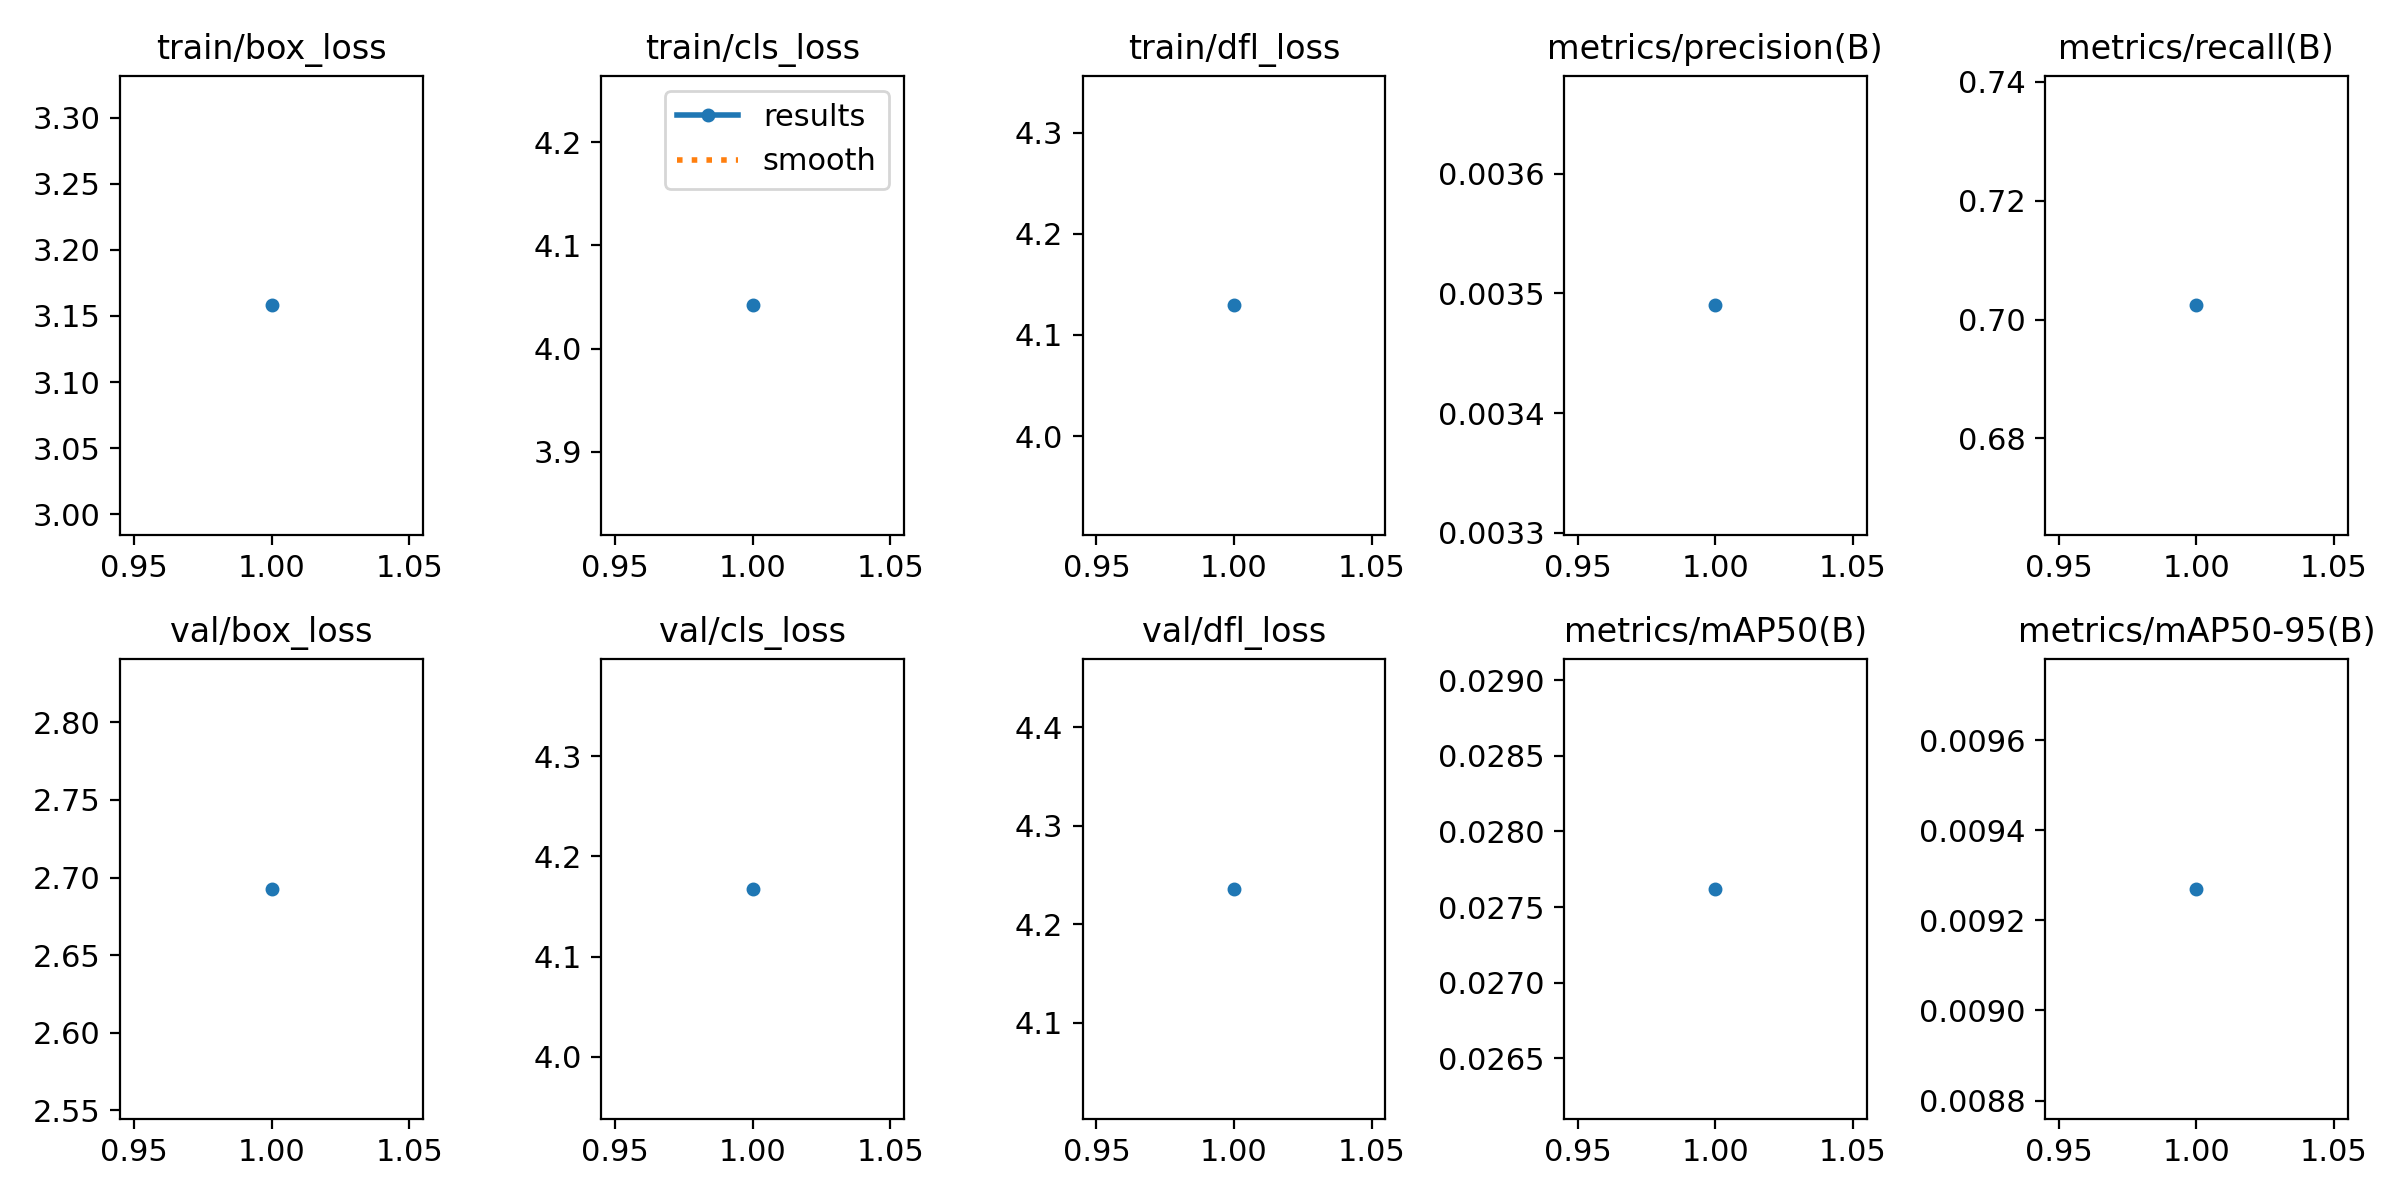 train/box_loss
3.30
3.25
3.20
3.15
3.10
3.05
3.00
0.95 1.00 1.05
train/cls_loss
results
smooth
4.2
4.1
4.0
3.9
0.95 1.00 1.05
train/dfl_loss
4.3
4.2
4.1
4.0
0.95 1.00 1.05
metrics/precision(B)
0.0036
0.0035
0.0034
0.0033
0.95 1.00 1.05
metrics/recall(B)
0.74
0.72
0.70
0.68
0.95 1.00 1.05
val/box_loss
2.80
2.75
2.70
2.65
2.60
2.55
0.95 1.00 1.05
val/cls_loss
4.3
4.2
4.1
4.0
0.95 1.00 1.05
val/dfl_loss
4.4
4.3
4.2
4.1
0.95 1.00 1.05
metrics/mAP50(B)
0.0290
0.0285
0.0280
0.0275
0.0270
0.0265
0.95 1.00 1.05
metrics/mAP50-95(B)
0.0096
0.0094
0.0092
0.0090
0.0088
0.95 1.00 1.05